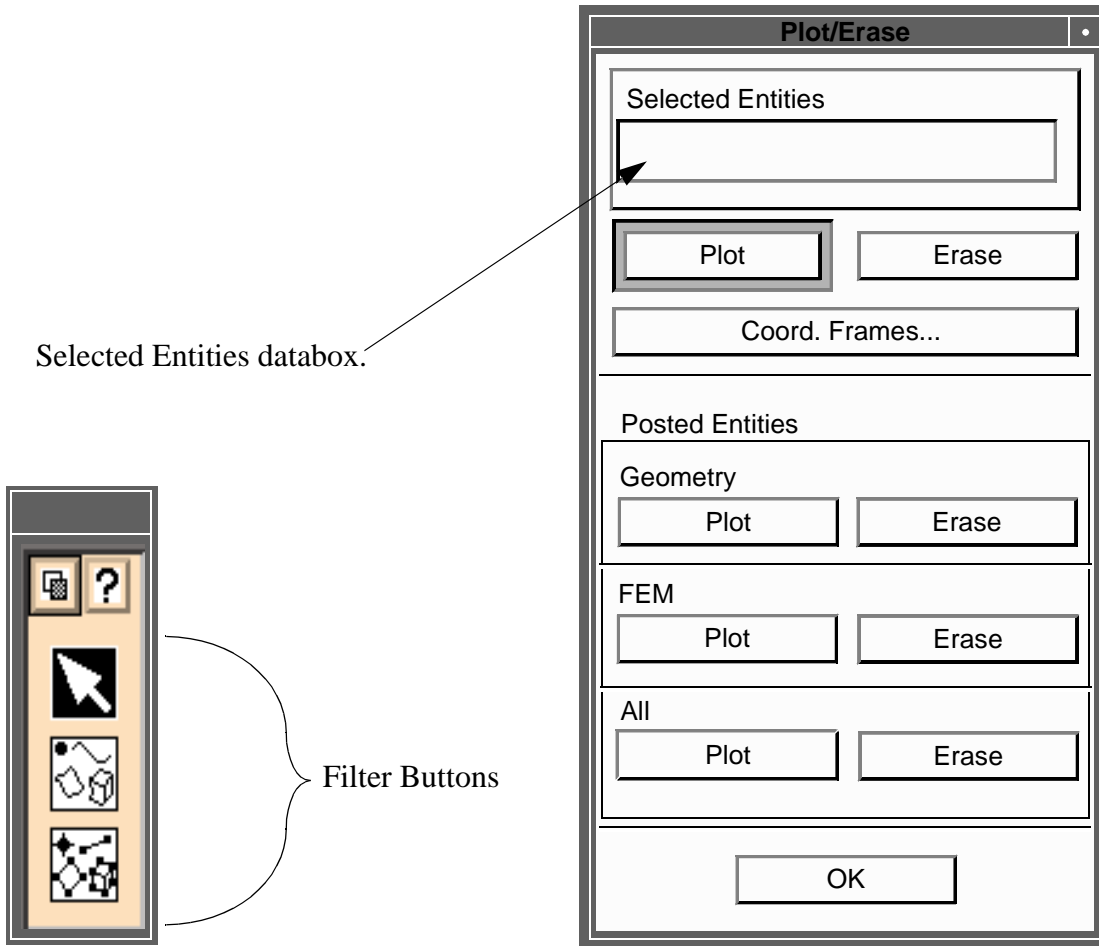 Plot/Erase
Selected Entities
Plot Erase
Coord. Frames...
Selected Entities databox.
Posted Entities
Geometry
Plot Erase
FEM
Plot Erase
All
Plot Erase
OK
?
Filter Buttons